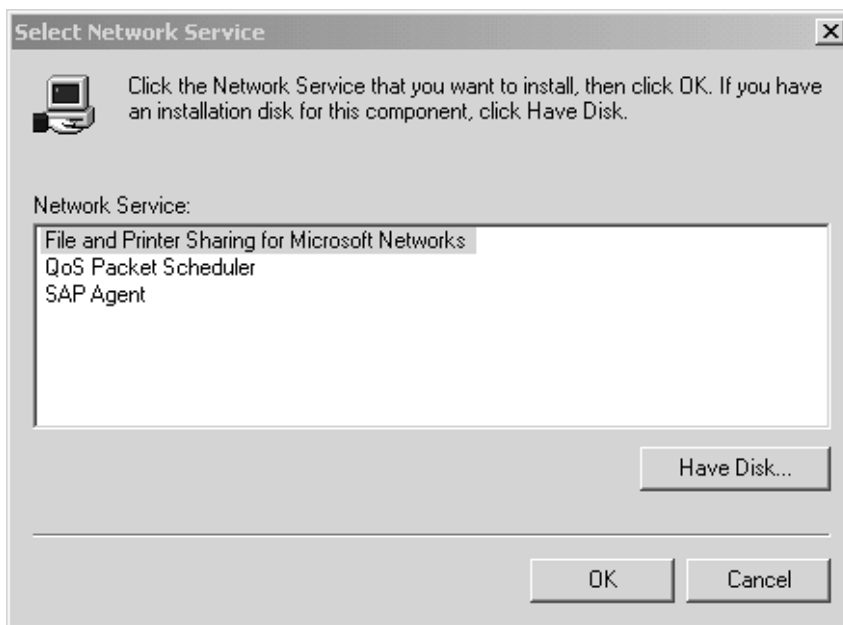 Select Network Service
Click the Network Service that you want to install, then click OK. If you have
an installation disk for this component, click Have Disk.
Network Service:
File and Printer Sharing for Microsoft Networks
QoS Packet Scheduler
SAP Agent
Have Disk...
OK Cancel